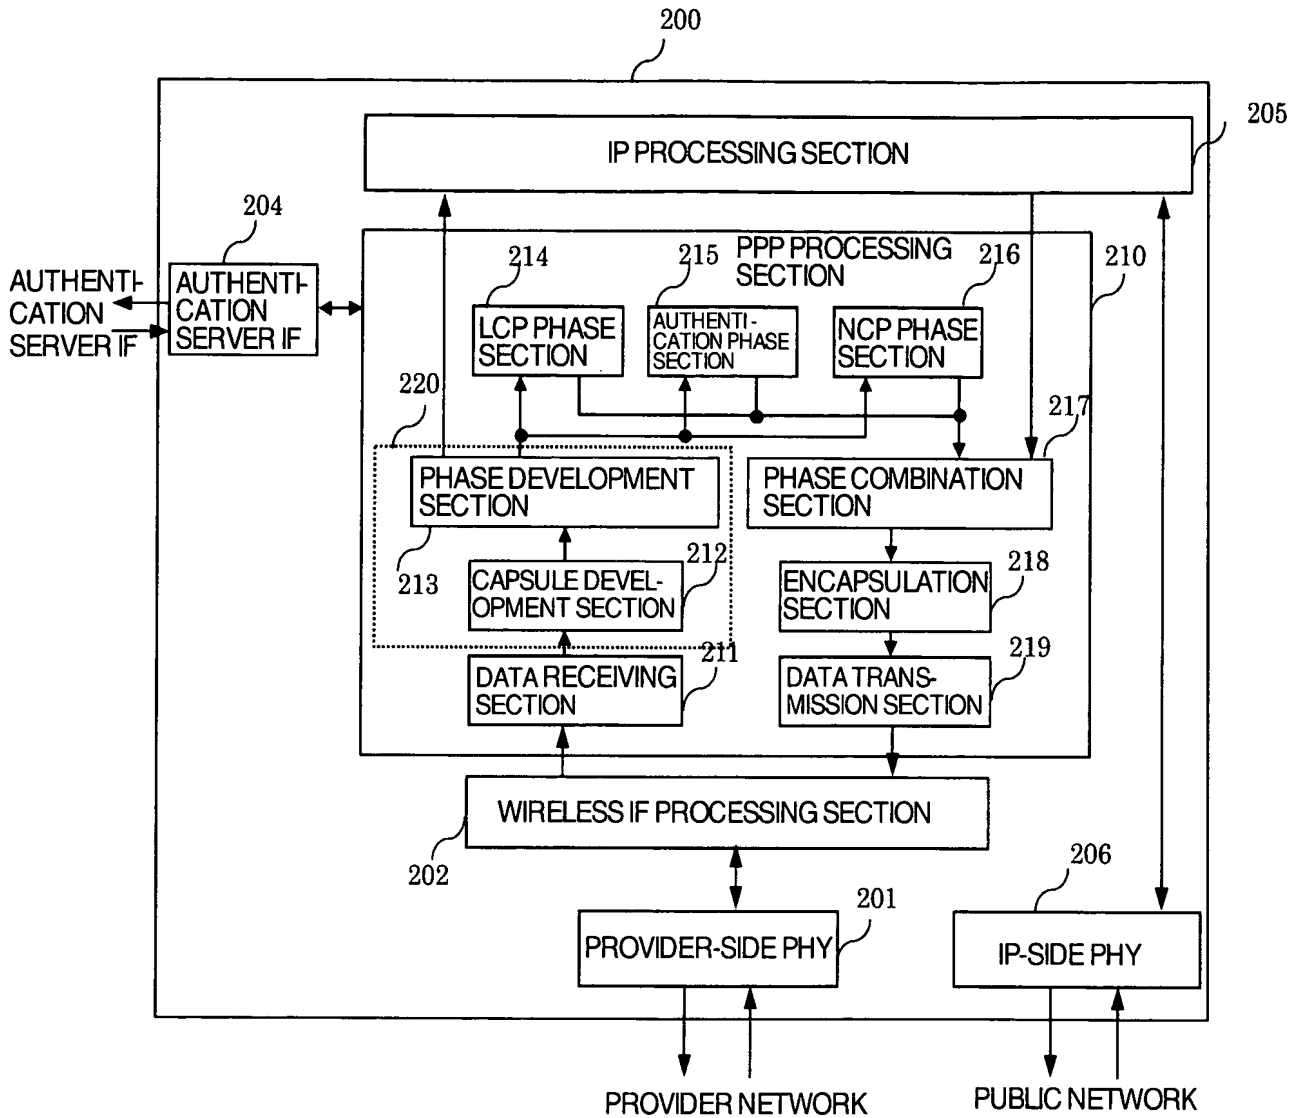 200
205
IP PROCESSING SECTION
204
AUTHENTI-
CATION
SERVER IF
AUTHENTI-
CATION
SERVER IF
PPP PROCESSING
SECTION
210
214
LCP PHASE
SECTION
215
AUTHENTI-
CATION PHASE
SECTION
216
NCP PHASE
SECTION
220
217
PHASE DEVELOPMENT
SECTION
PHASE COMBINATION
SECTION
213
212
CAPSULE DEVEL-
OPMENT SECTION
218
ENCAPSULATION
SECTION
211
DATA RECEIVING
SECTION
219
DATA TRANS-
MISSION SECTION
WIRELESS IF PROCESSING SECTION
202
201
PROVIDER-SIDE PHY
206
IP-SIDE PHY
PROVIDER NETWORK
PUBLIC NETWORK